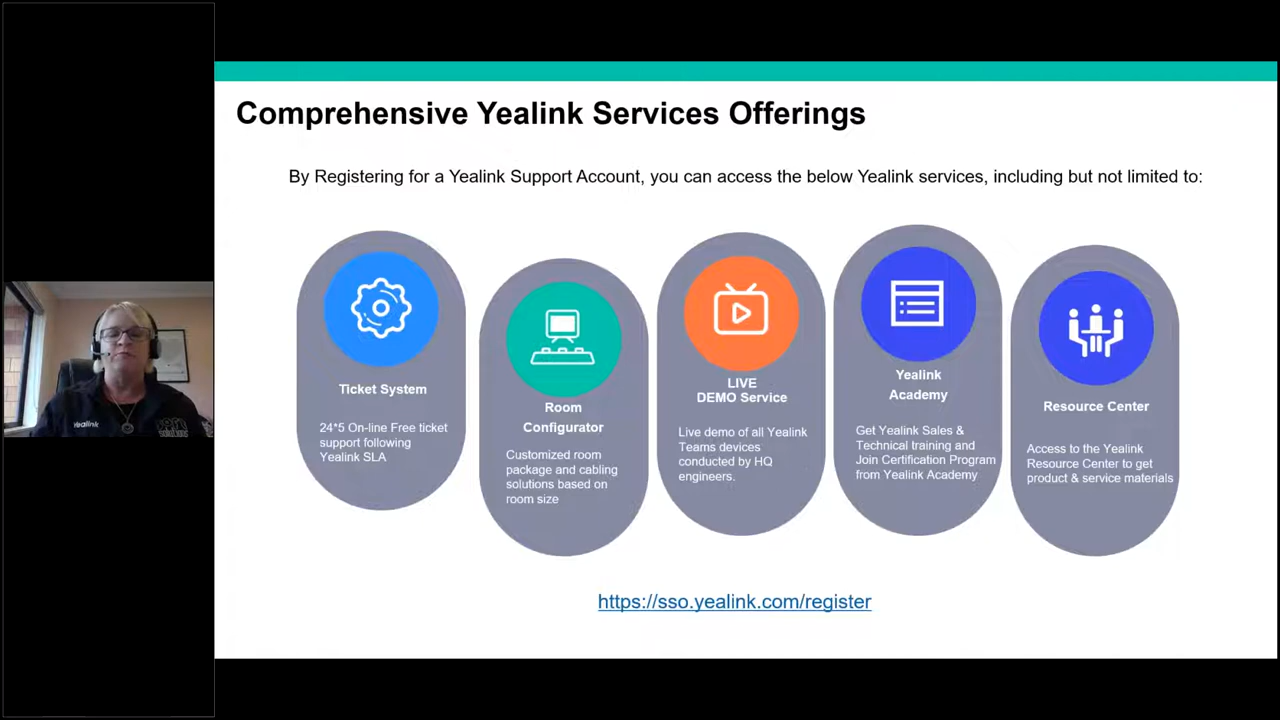 Comprehensive Yealink Services Offerings
By Registering for a Yealink Support Account, you can access the below Yealink services, including but not limited to:
Ticket System
24*5 On-line Free ticket
support following
Yealink SLA
Room
Configurator
Customized room
package and cabling
solutions based on
room size
LIVE
DEMO Service
Live demo of all Yealink
Teams devices
conducted by HQ
engineers.
Yealink
Academy
Get Yealink Sales &
Technical training and
Join Certification Program
from Yealink Academy
Resource Center
Access to the Yealink
Resource Center to get
product & service materials
https://sso.yealink.com/register
Yealink